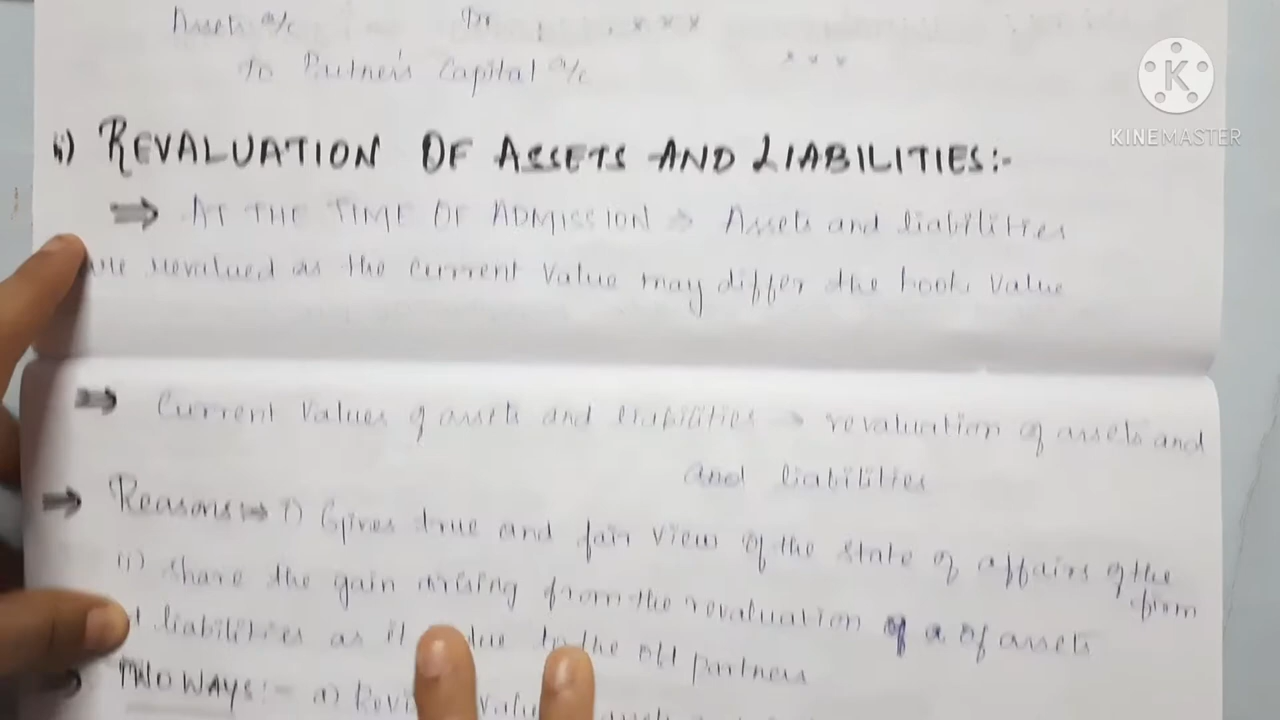 Assets a/c Dr. x x x
To Partner's Capital a/c x x x
KINEMASTER
ii) REVALUATION OF ASSETS AND LIABILITIES:-
⇒ AT THE TIME OF ADMISSION ⇒ Assets and liabilities
are revalued as the current value may differ the book value
⇒ Current values of assets and liabilities → revaluation of assets and
and liabilities
⇒ Reasons ⇒ i) Gives true and fair view of the state of affairs of the
firm
ii) share the gain arising from the revaluation of a of assets
liabilities as it due to the old partners
TWO WAYS:- a)